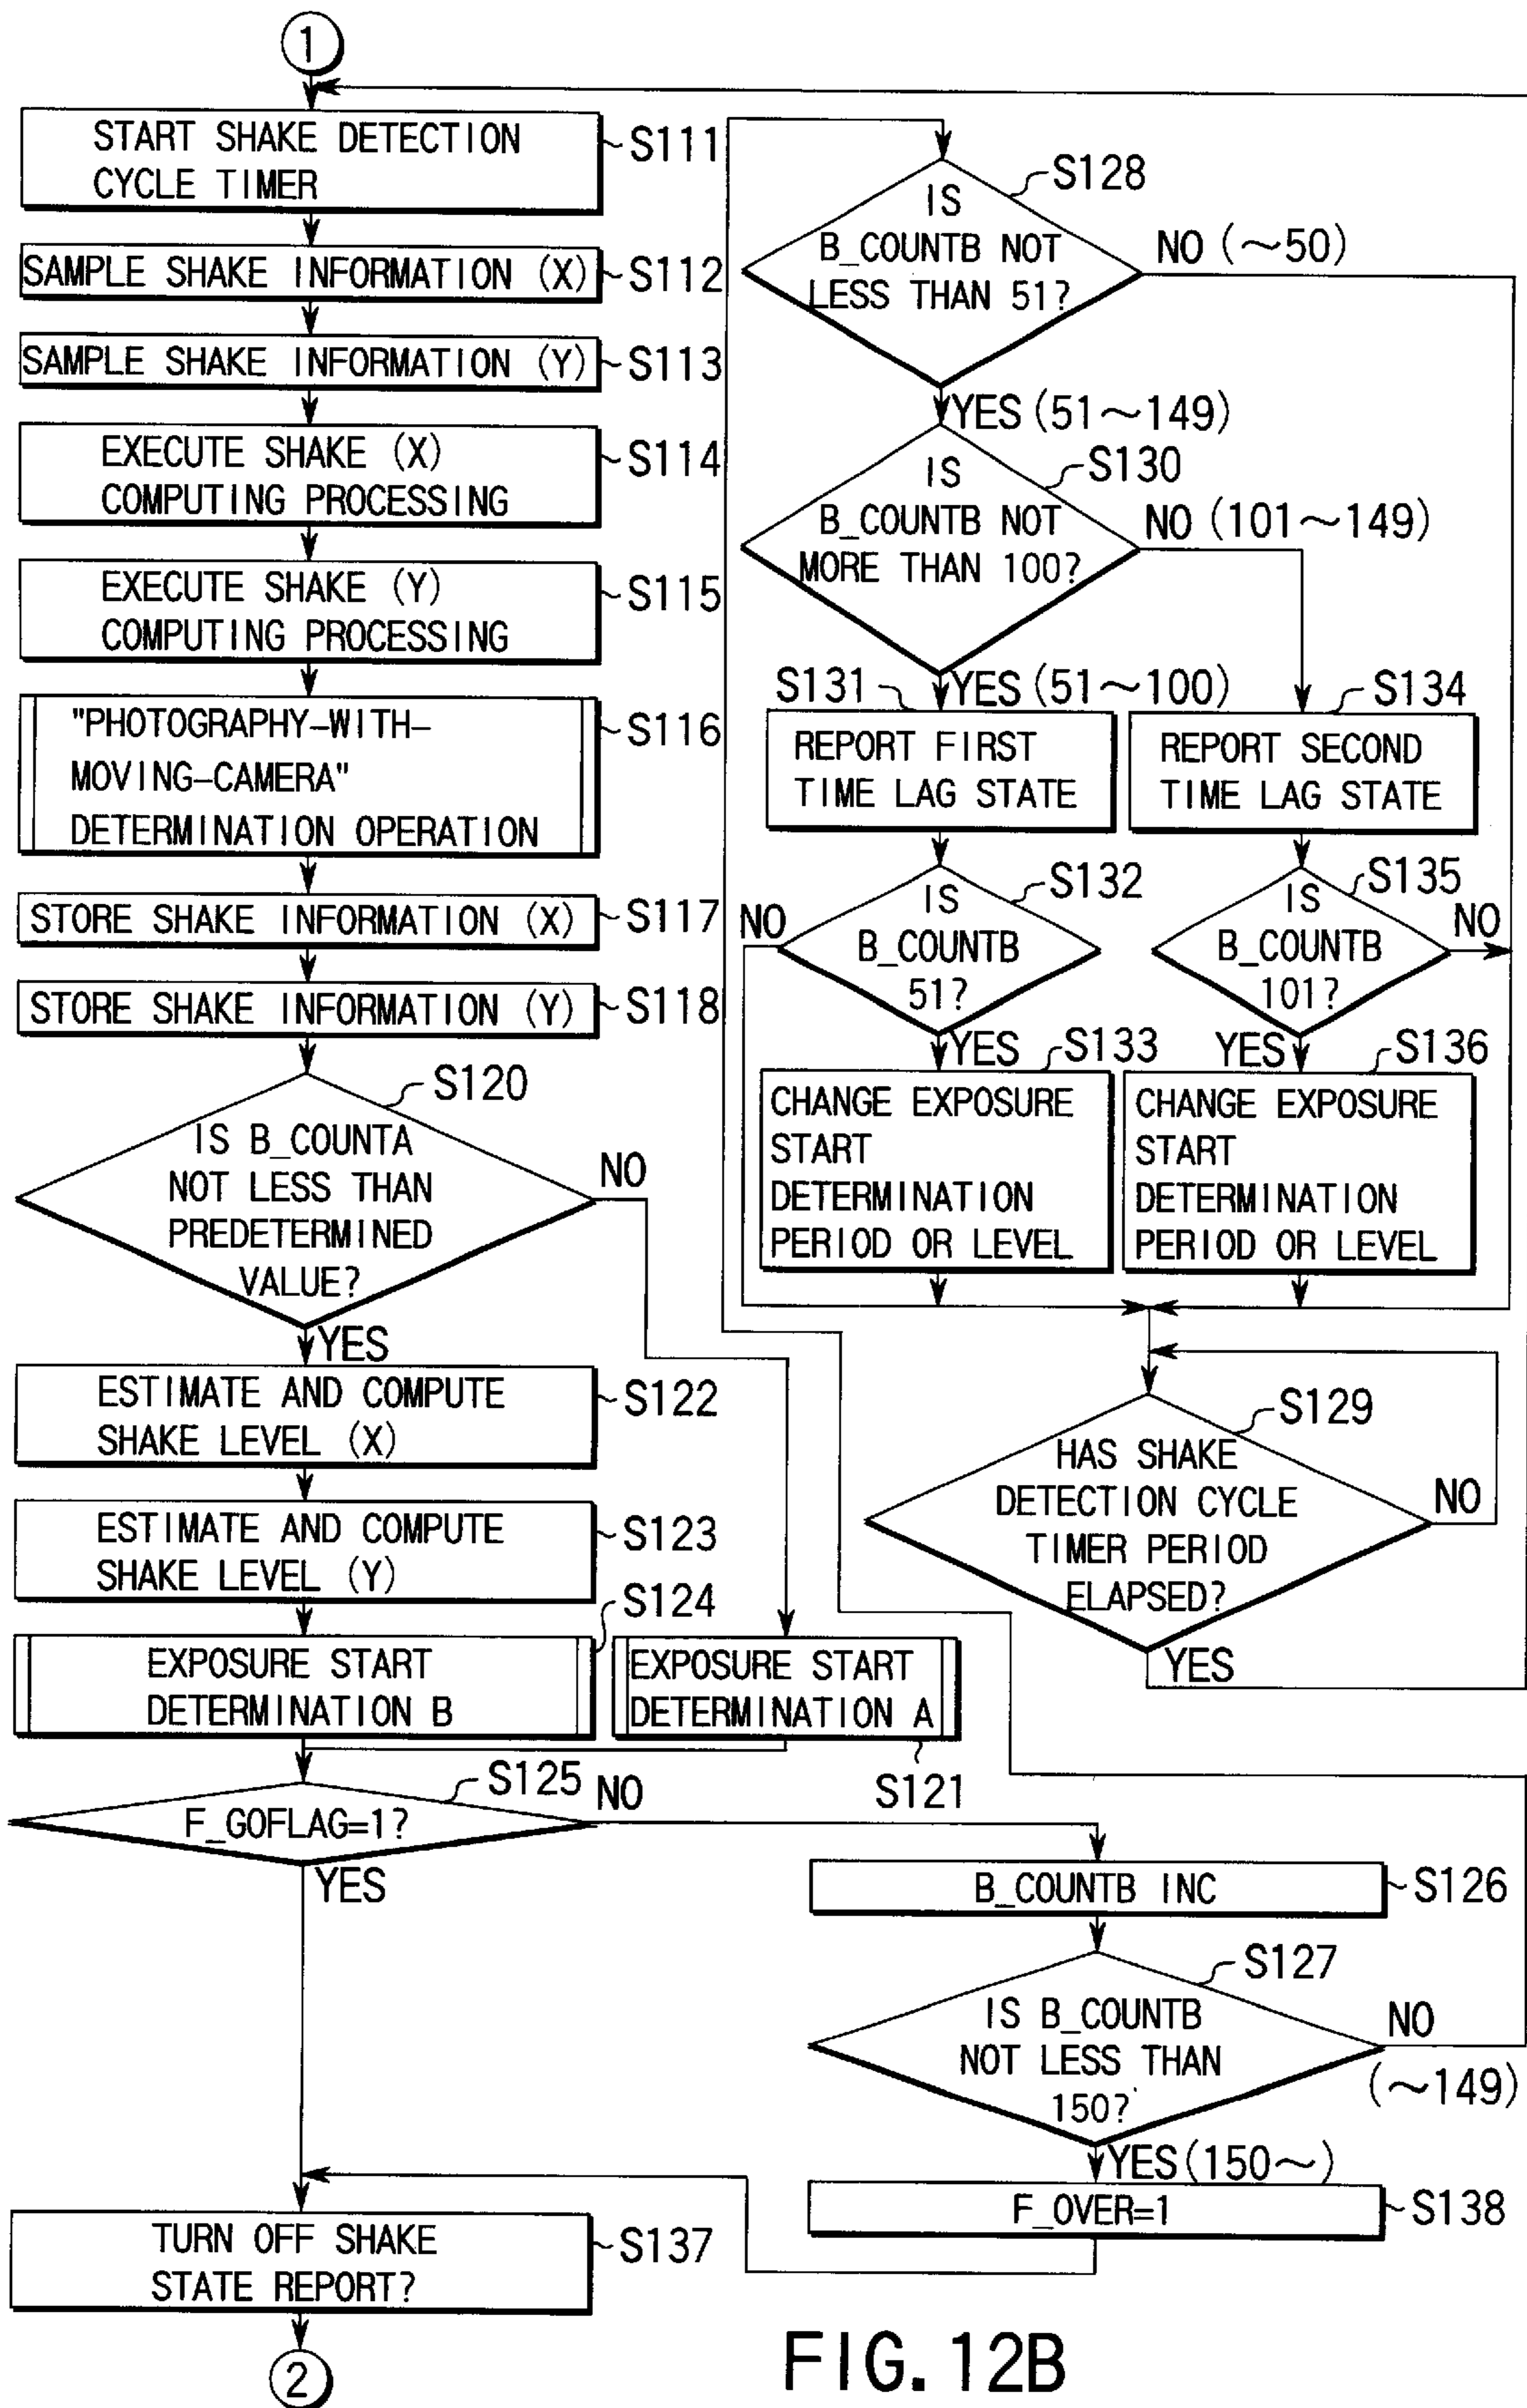 1
START SHAKE DETECTION
CYCLE TIMER
S111
SAMPLE SHAKE INFORMATION (X)
S112
SAMPLE SHAKE INFORMATION (Y)
S113
EXECUTE SHAKE (X)
COMPUTING PROCESSING
S114
EXECUTE SHAKE (Y)
COMPUTING PROCESSING
S115
"PHOTOGRAPHY-WITH-
MOVING-CAMERA"
DETERMINATION OPERATION
S116
STORE SHAKE INFORMATION (X)
S117
STORE SHAKE INFORMATION (Y)
S118
S120
IS B_COUNTA
NOT LESS THAN
PREDETERMINED
VALUE?
NO
YES
ESTIMATE AND COMPUTE
SHAKE LEVEL (X)
S122
ESTIMATE AND COMPUTE
SHAKE LEVEL (Y)
S123
S124
EXPOSURE START
DETERMINATION B
EXPOSURE START
DETERMINATION A
S121
S125
F_GOFLAG=1?
NO
YES
B_COUNTB INC
S126
S127
IS B_COUNTB
NOT LESS THAN
150?
NO
(~149)
YES (150~)
F_OVER=1
S138
TURN OFF SHAKE
STATE REPORT?
S137
2
S128
IS
B_COUNTB NOT
LESS THAN 51?
NO (~50)
YES (51~149)
S130
IS
B_COUNTB NOT
MORE THAN 100?
NO (101~149)
YES (51~100)
S131
REPORT FIRST
TIME LAG STATE
S134
REPORT SECOND
TIME LAG STATE
S132
IS
B_COUNTB
51?
NO
YES
S135
IS
B_COUNTB
101?
NO
YES
S133
CHANGE EXPOSURE
START
DETERMINATION
PERIOD OR LEVEL
S136
CHANGE EXPOSURE
START
DETERMINATION
PERIOD OR LEVEL
S129
HAS SHAKE
DETECTION CYCLE
TIMER PERIOD
ELAPSED?
NO
YES
FIG. 12B